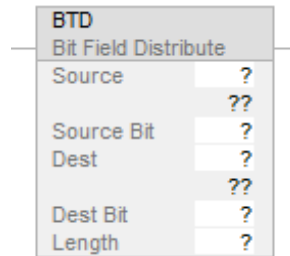 BTD
Bit Field Distribute
Source ?
??
Source Bit ?
Dest ?
??
Dest Bit ?
Length ?